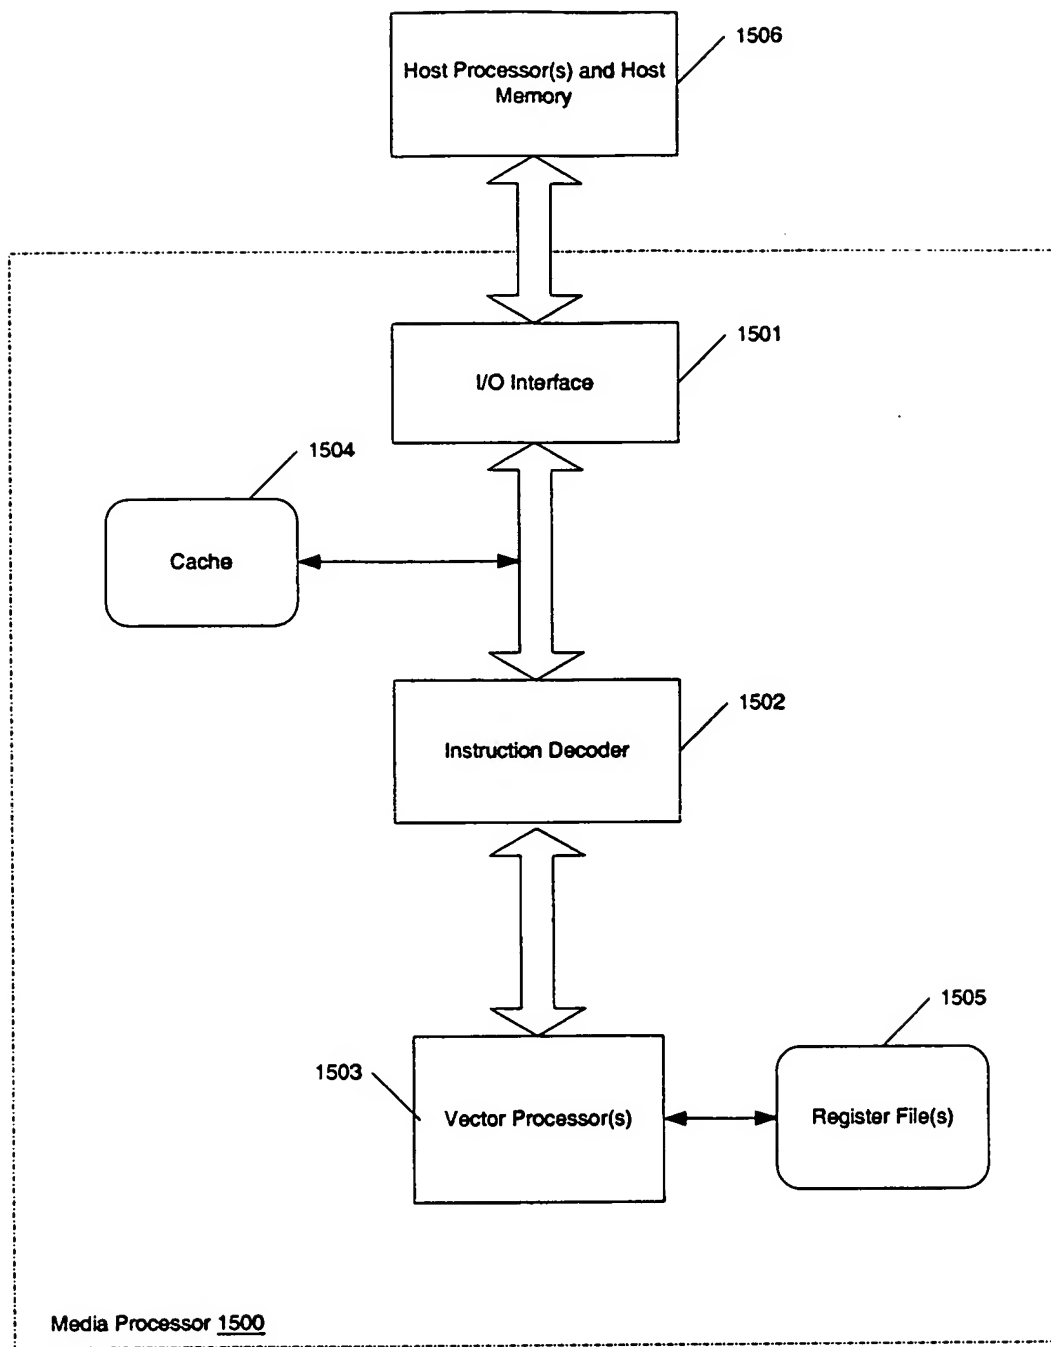 1506
Host Processor(s) and Host
Memory
1501
I/O Interface
1504
Cache
1502
Instruction Decoder
1505
1503
Vector Processor(s)
Register File(s)
Media Processor 1500